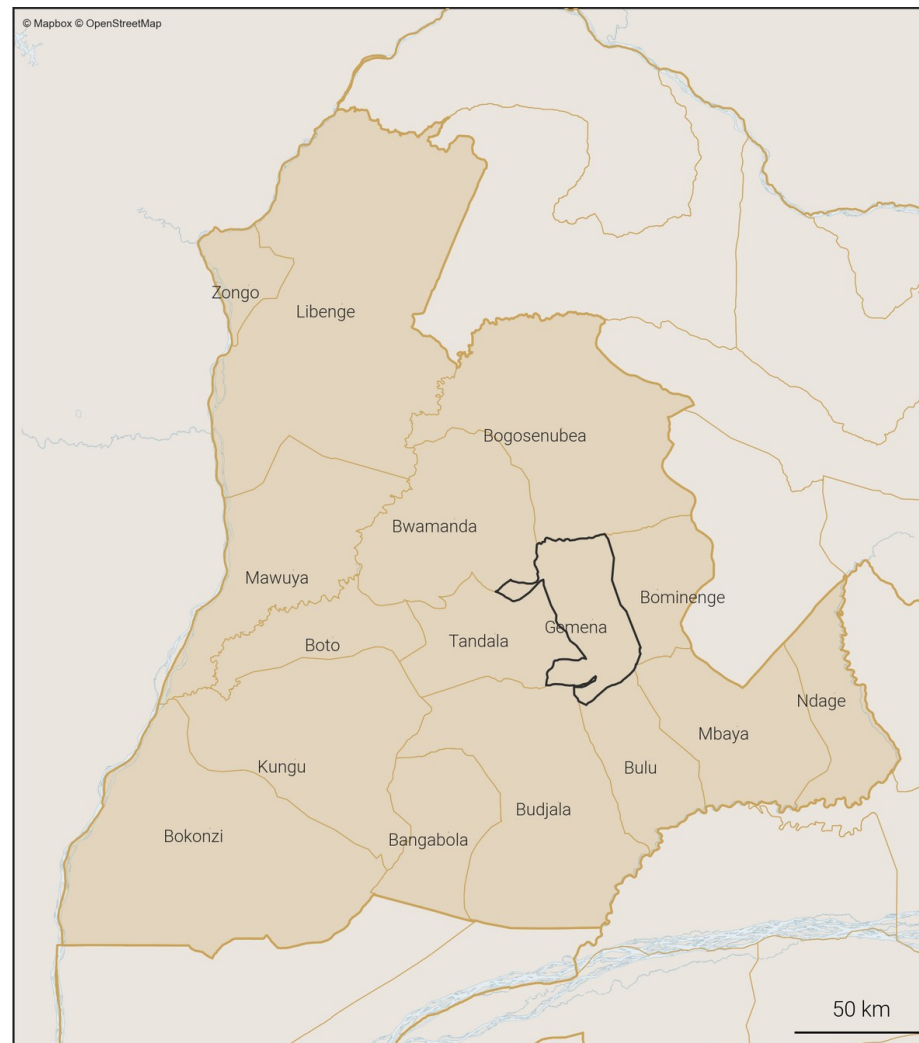 © Mapbox © OpenStreetMap
Zongo
Libenge
Bogosenubea
Bwamanda
Mawuya
Bominenge
Gemena
Boto
Tandala
Ndage
Mbaya
Kungu
Bulu
Budjala
Bokonzi
Bangabola
50 km